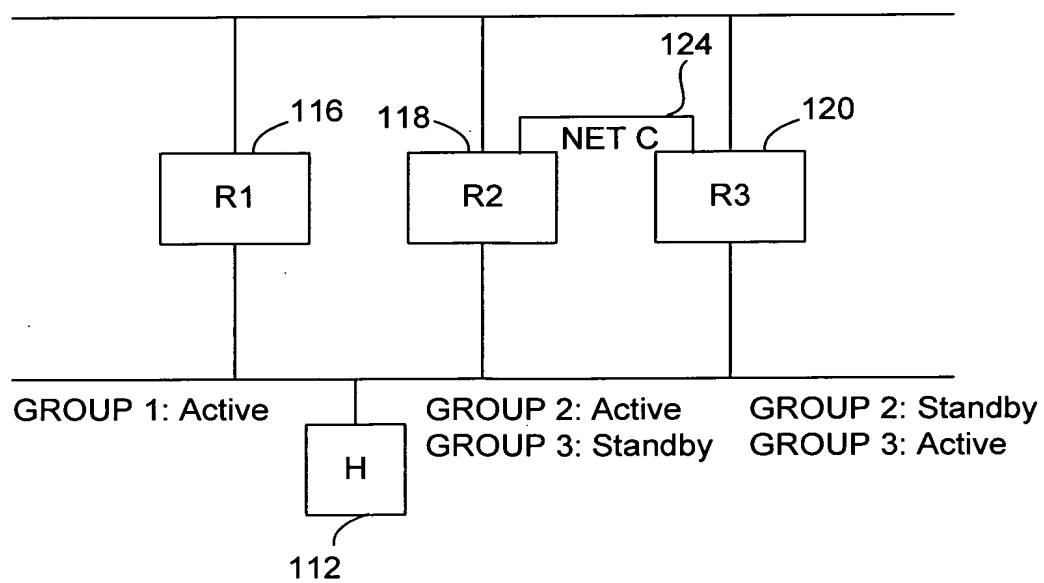 124
116
118
NET C
120
R1
R2
R3
GROUP 1: Active
GROUP 2: Active
GROUP 3: Standby
GROUP 2: Standby
GROUP 3: Active
H
112